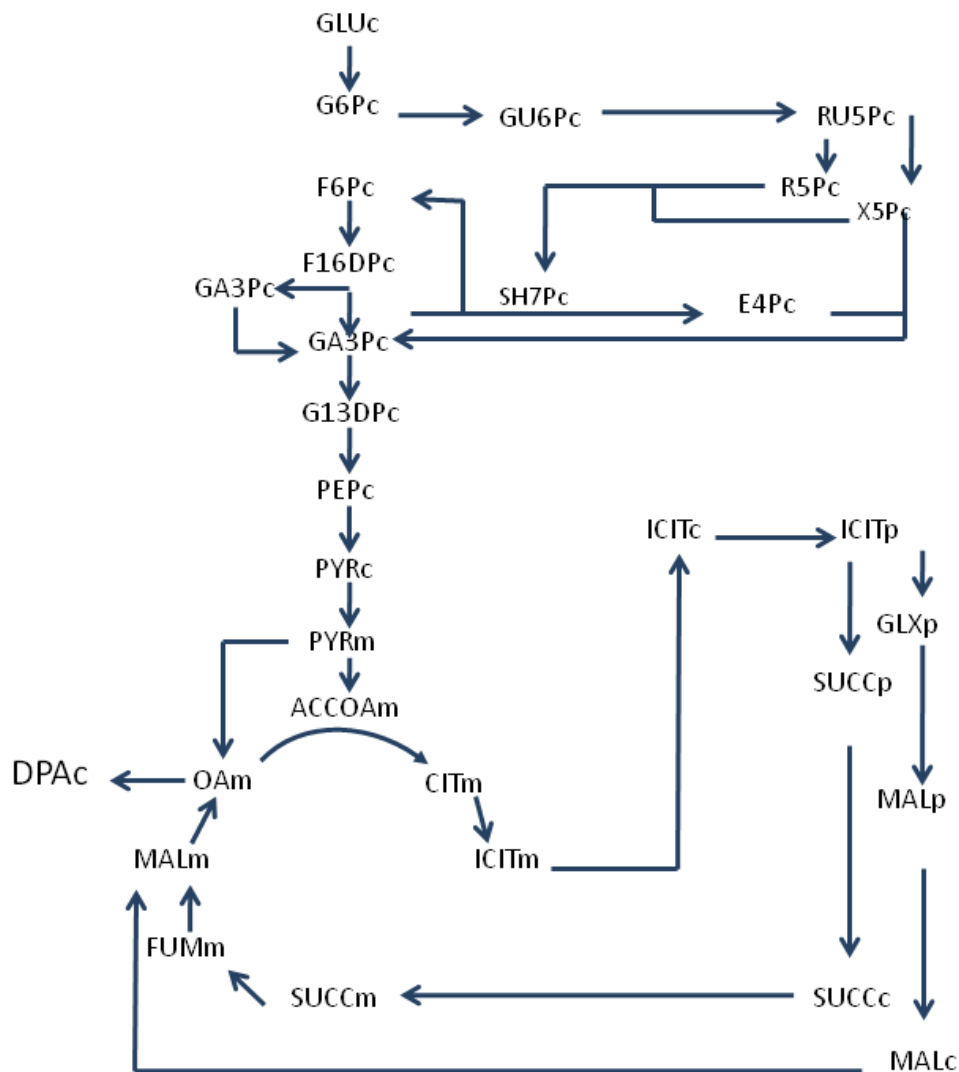 GLUc
G6Pc
GU6Pc
RU5Pc
F6Pc
R5Pc
X5Pc
F16DPc
GA3Pc
SH7Pc
E4Pc
GA3Pc
G13DPc
PEPc
ICITc
ICITp
PYRc
GLXp
PYRm
SUCCp
ACCOAm
DPAc
OAm
CITm
MALp
MALm
ICITm
FUMm
SUCCm
SUCCc
MALc